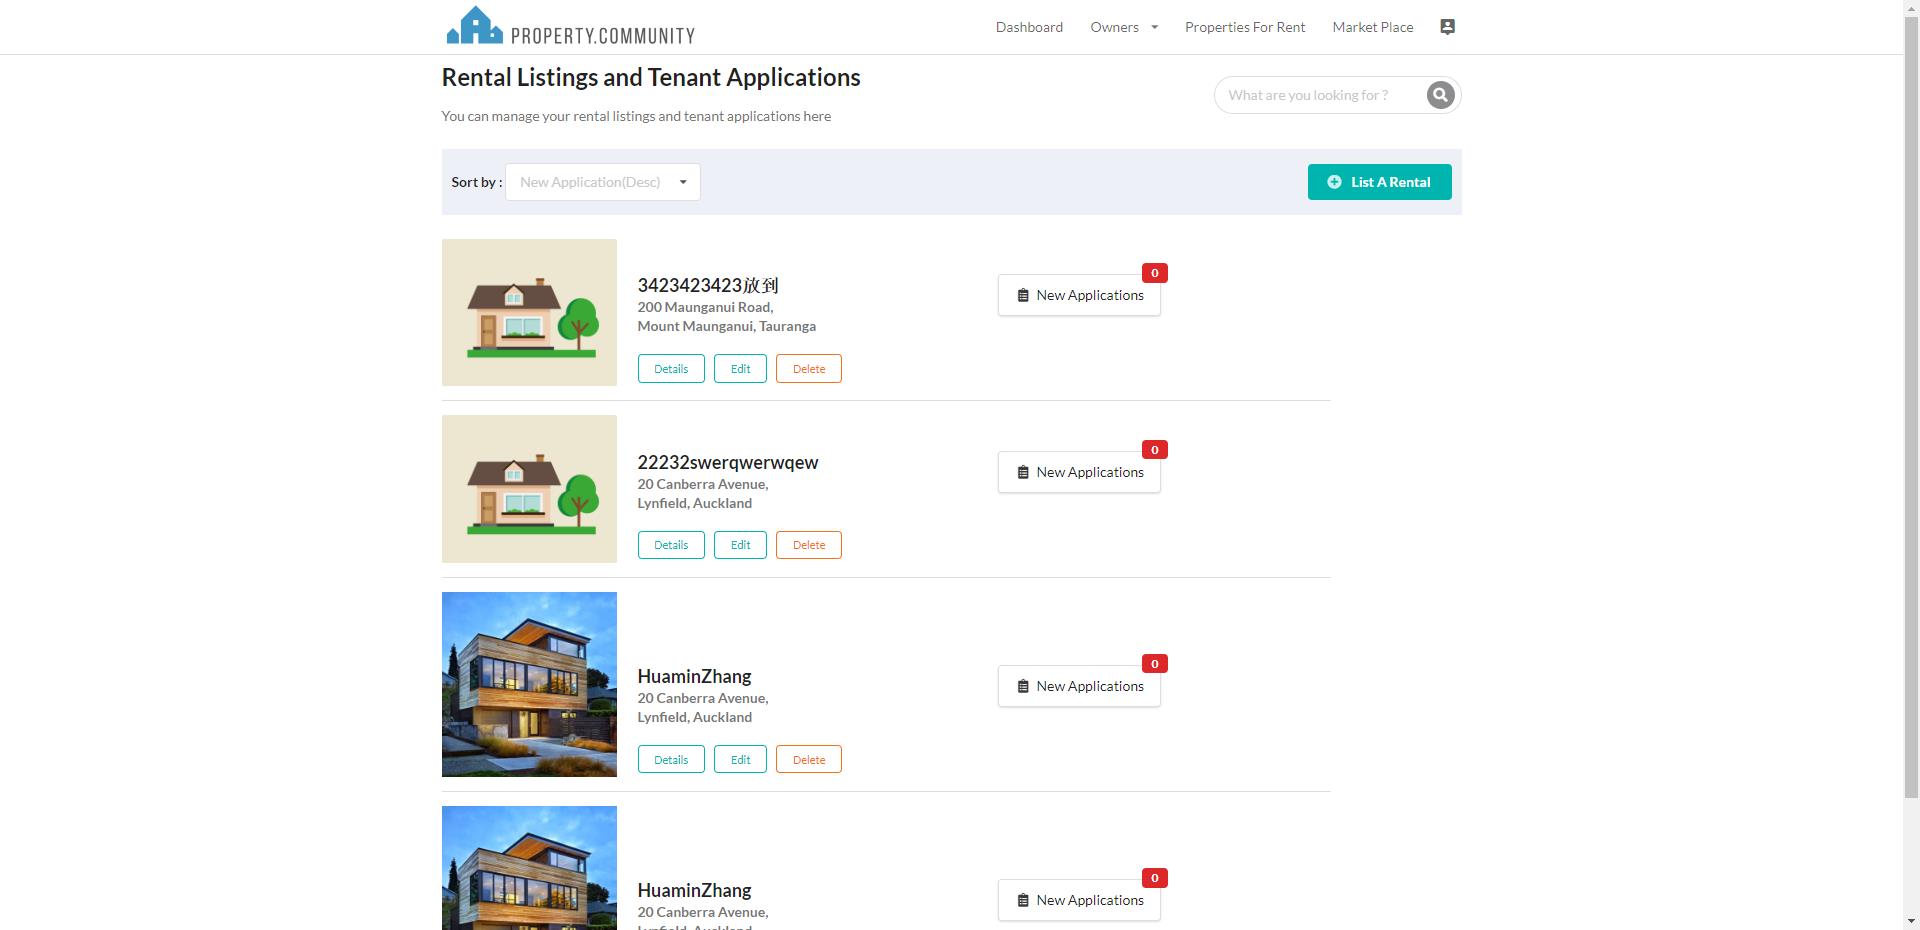 PROPERTY.COMMUNITY
Dashboard Owners Properties For Rent Market Place
Rental Listings and Tenant Applications
What are you looking for ?
You can manage your rental listings and tenant applications here
Sort by : New Application(Desc) List A Rental
3423423423放到
200 Maunganui Road,
Mount Maunganui, Tauranga
Details Edit Delete
0
New Applications
22232swerqwerwqew
20 Canberra Avenue,
Lynfield, Auckland
Details Edit Delete
0
New Applications
HuaminZhang
20 Canberra Avenue,
Lynfield, Auckland
Details Edit Delete
0
New Applications
HuaminZhang
20 Canberra Avenue,
Lynfield, Auckland
0
New Applications